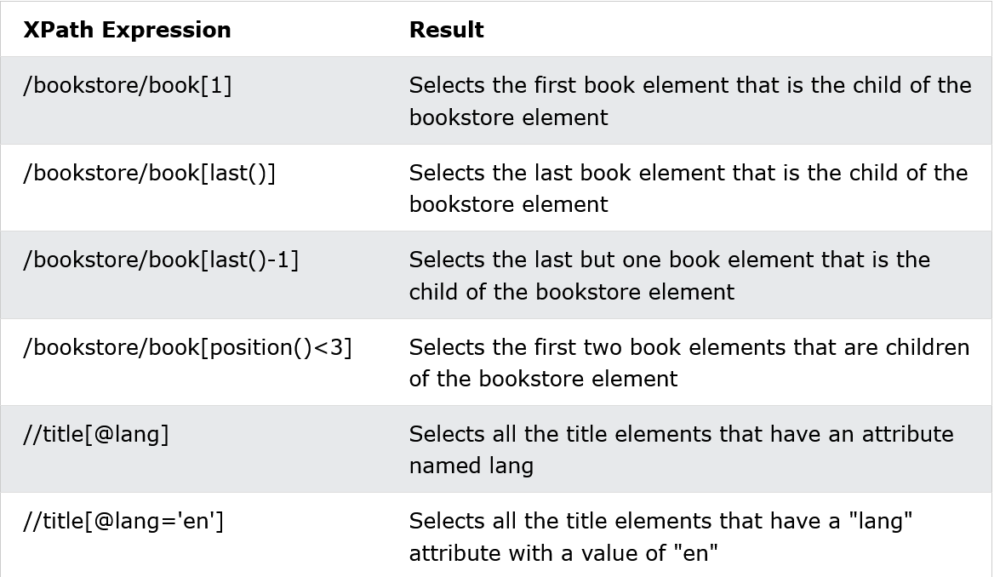 XPath Expression Result
/bookstore/book[1] Selects the first book element that is the child of the
bookstore element
/bookstore/book[last()] Selects the last book element that is the child of the
bookstore element
/bookstore/book[last()-1] Selects the last but one book element that is the
child of the bookstore element
/bookstore/book[position()<3] Selects the first two book elements that are children
of the bookstore element
//title[@lang] Selects all the title elements that have an attribute
named lang
//title[@lang='en'] Selects all the title elements that have a "lang"
attribute with a value of "en"